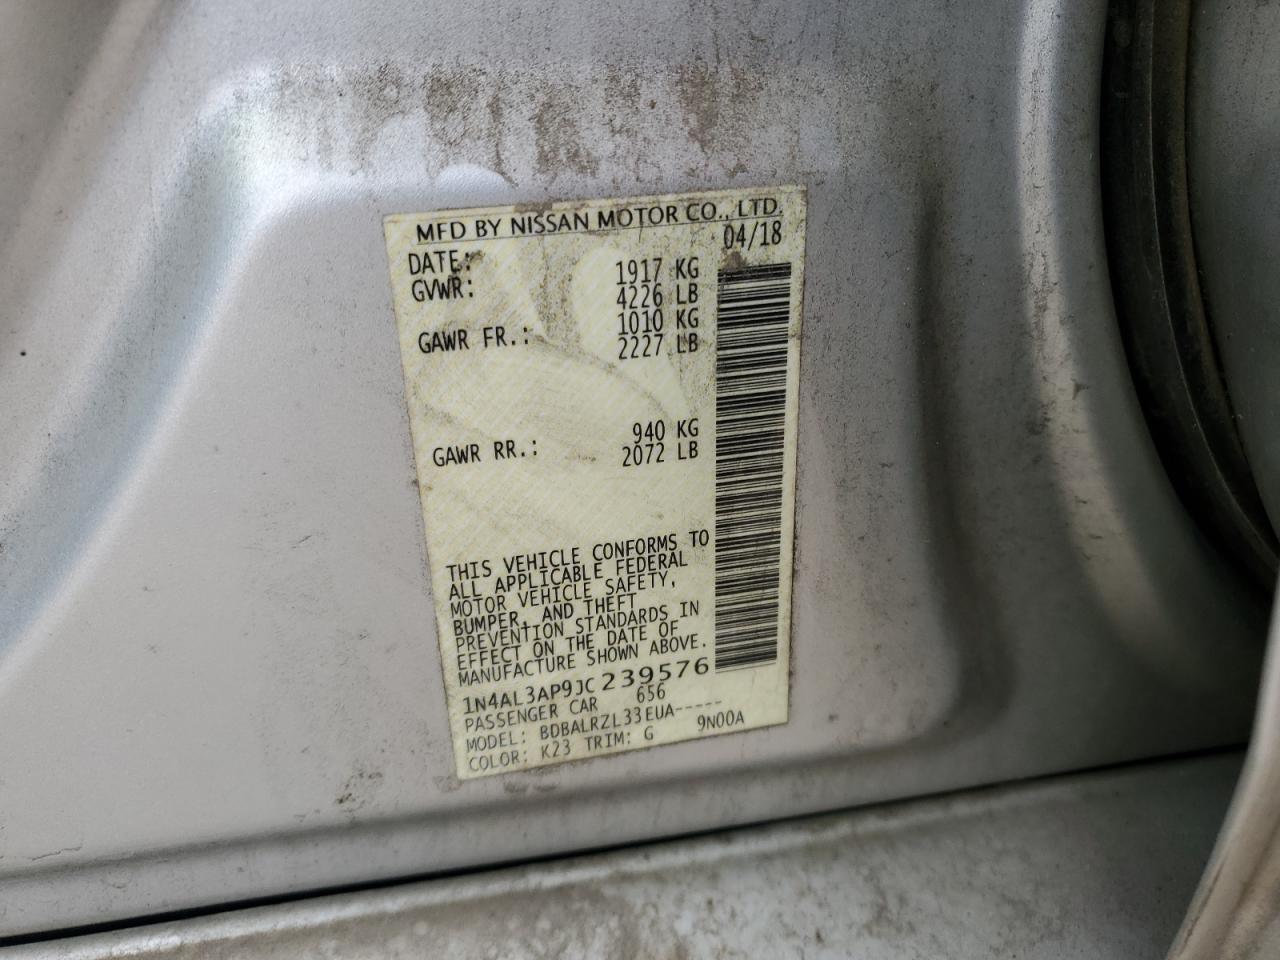 MFD BY NISSAN MOTOR CO., LTD.
DATE: 04/18
GVWR: 1917 KG
4226 LB
GAWR FR.: 1010 KG
2227 LB
GAWR RR.: 940 KG
2072 LB
THIS VEHICLE CONFORMS TO
ALL APPLICABLE FEDERAL
MOTOR VEHICLE SAFETY,
BUMPER, AND THEFT
PREVENTION STANDARDS IN
EFFECT ON THE DATE OF
MANUFACTURE SHOWN ABOVE.
1N4AL3AP9JC239576
PASSENGER CAR 656
MODEL: BDBALRZL33EUA-----
COLOR: K23 TRIM: G 9N00A